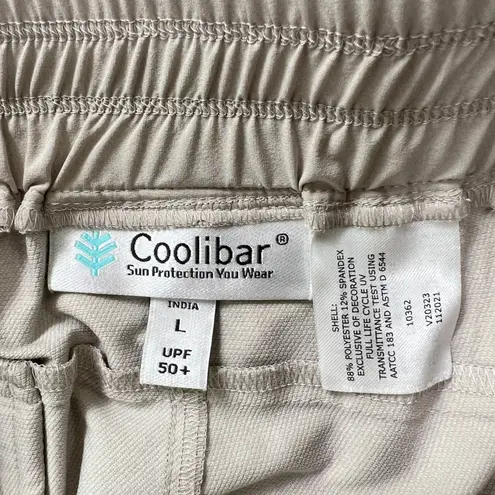 Coolibar®
Sun Protection You Wear
INDIA
L
UPF
50+
SHELL:
88% POLYESTER 12% SPANDEX
EXCLUSIVE OF DECORATION
FULL LIFE CYCLE UV
TRANSMITTANCE TEST USING
AATCC 183 AND ASTM D 6544
10362
V20323
112021